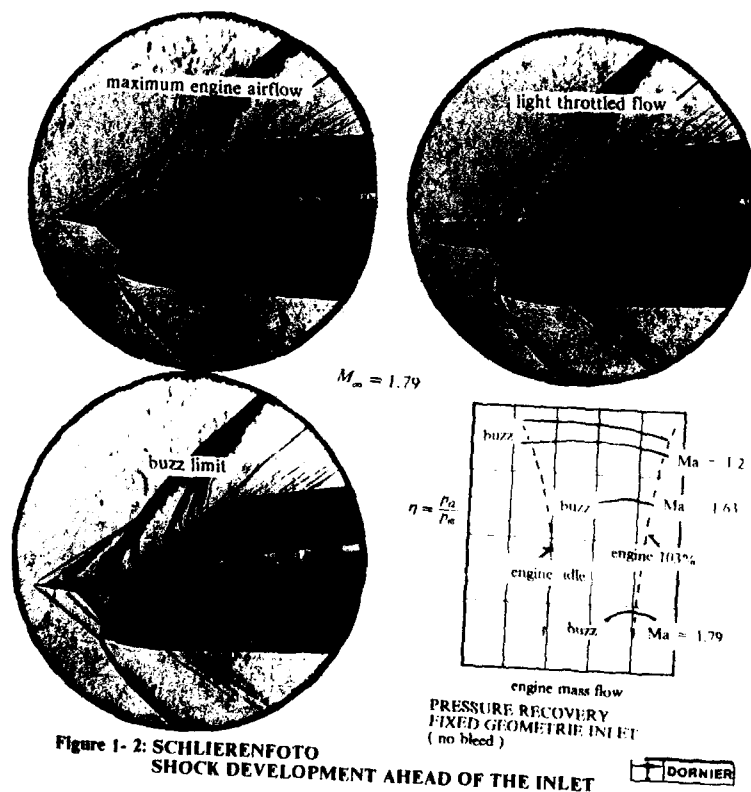 maximum engine airflow
light throttled flow
M∞ = 1.79
buzz limit
buzz
Ma = 1.2
η = pa/p∞
buzz
Ma 1.63
engine idle
engine 103%
buzz
Ma = 1.79
engine mass flow
PRESSURE RECOVERY
FIXED GEOMETRIE INLET
( no bleed )
Figure 1- 2: SCHLIERENFOTO
SHOCK DEVELOPMENT AHEAD OF THE INLET
DORNIER